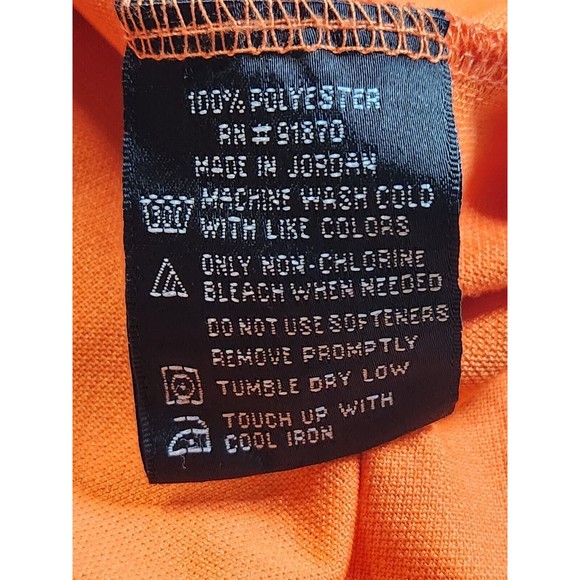 100% POLYESTER
RN # 91870
MADE IN JORDAN
MACHINE WASH COLD
WITH LIKE COLORS
ONLY NON-CHLORINE
BLEACH WHEN NEEDED
DO NOT USE SOFTENERS
REMOVE PROMPTLY
TUMBLE DRY LOW
TOUCH UP WITH
COOL IRON